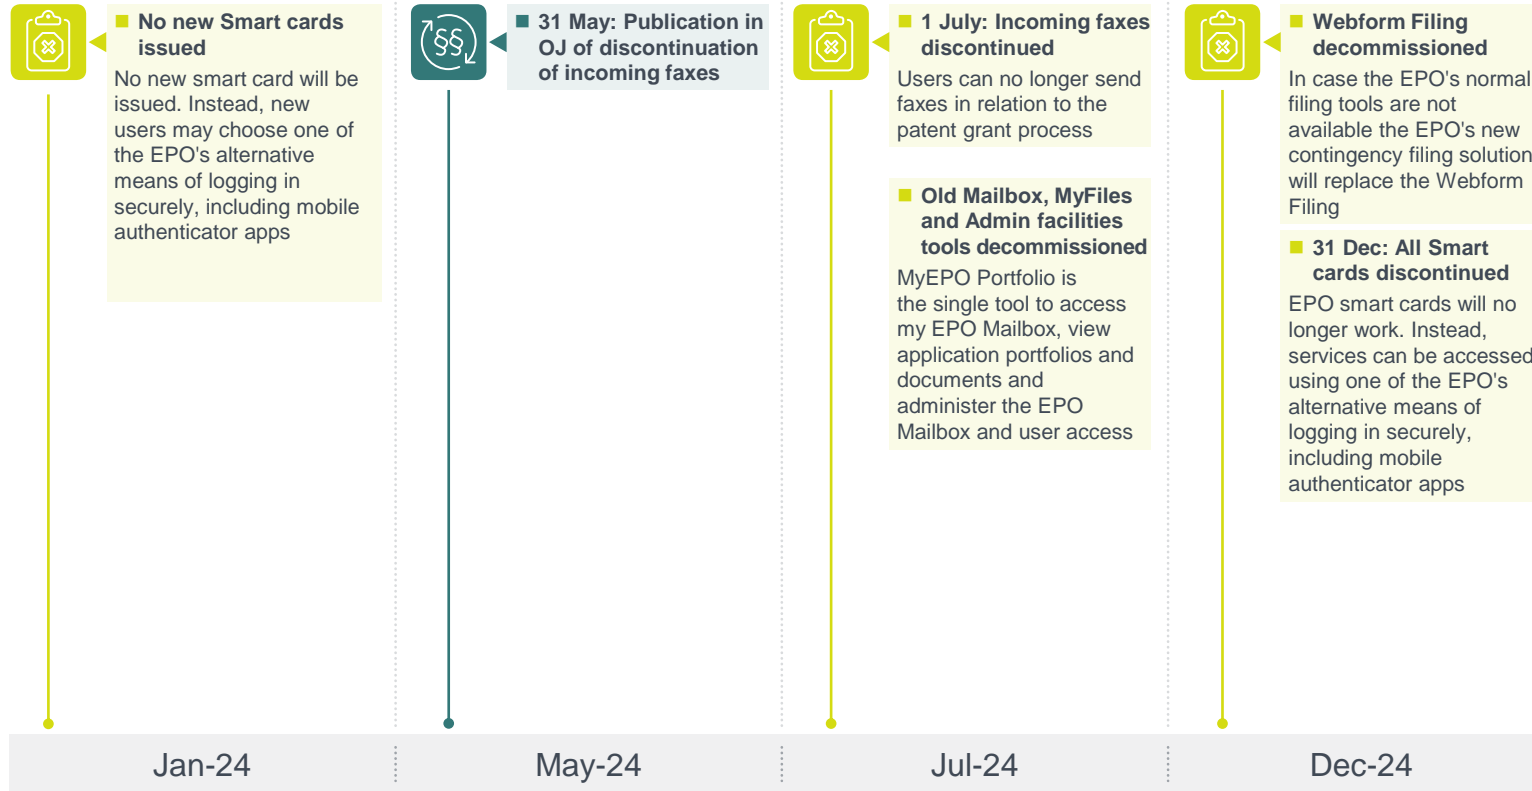 No new Smart cards
issued
No new smart card will be
issued. Instead, new
users may choose one of
the EPO's alternative
means of logging in
securely, including mobile
authenticator apps
§§
31 May: Publication in
OJ of discontinuation
of incoming faxes
1 July: Incoming faxes
discontinued
Users can no longer send
faxes in relation to the
patent grant process
Old Mailbox, MyFiles
and Admin facilities
tools decommissioned
MyEPO Portfolio is
the single tool to access
my EPO Mailbox, view
application portfolios and
documents and
administer the EPO
Mailbox and user access
Webform Filing
decommissioned
In case the EPO's normal
filing tools are not
available the EPO's new
contingency filing solution
will replace the Webform
Filing
31 Dec: All Smart
cards discontinued
EPO smart cards will no
longer work. Instead,
services can be accessed
using one of the EPO's
alternative means of
logging in securely,
including mobile
authenticator apps
Jan-24
May-24
Jul-24
Dec-24